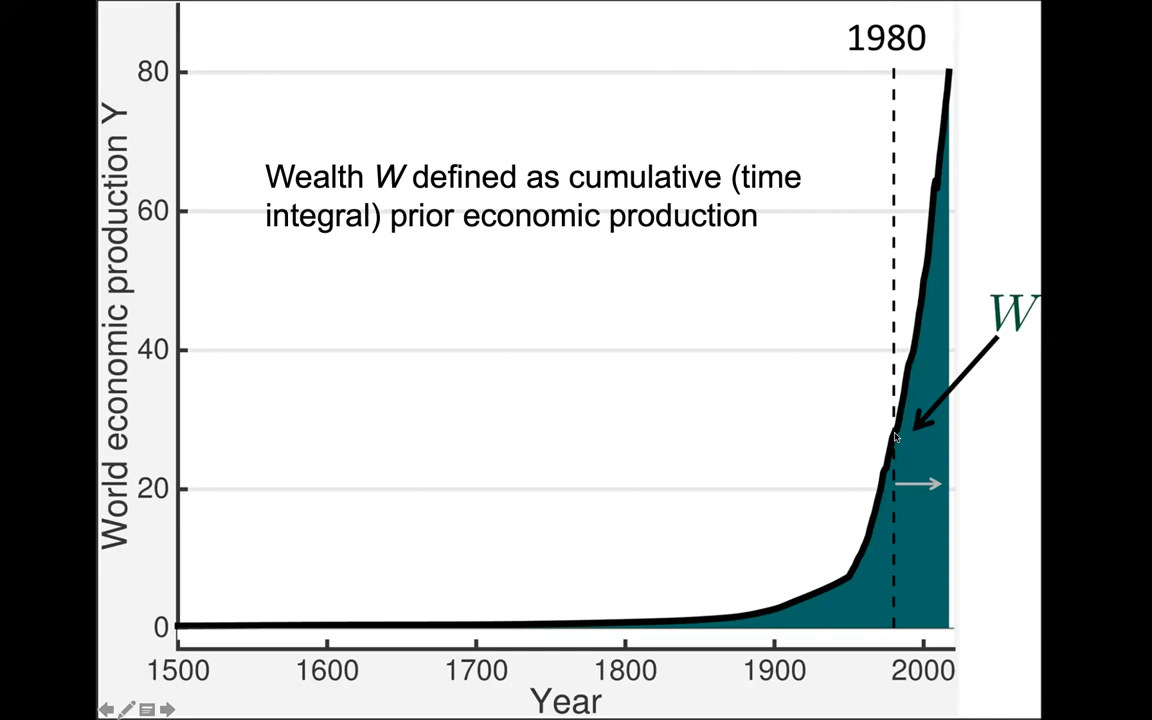 1980
80
60
40
20
0
World economic production Y
Wealth W defined as cumulative (time
integral) prior economic production
W
1500 1600 1700 1800 1900 2000
Year